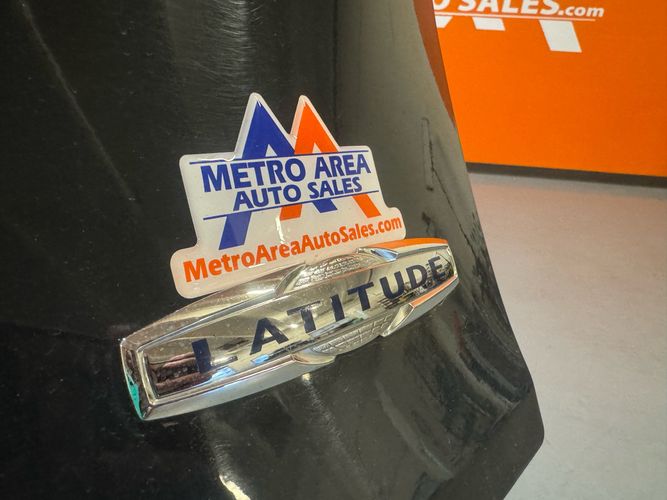 O SALES.com
METRO AREA
AUTO SALES
MetroAreaAutoSales.com
LATITUDE